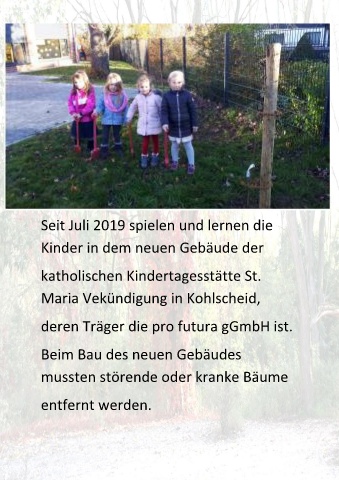 Seit Juli 2019 spielen und lernen die
Kinder in dem neuen Gebäude der
katholischen Kindertagesstätte St.
Maria Vekündigung in Kohlscheid,
deren Träger die pro futura gGmbH ist.
Beim Bau des neuen Gebäudes
mussten störende oder kranke Bäume
entfernt werden.